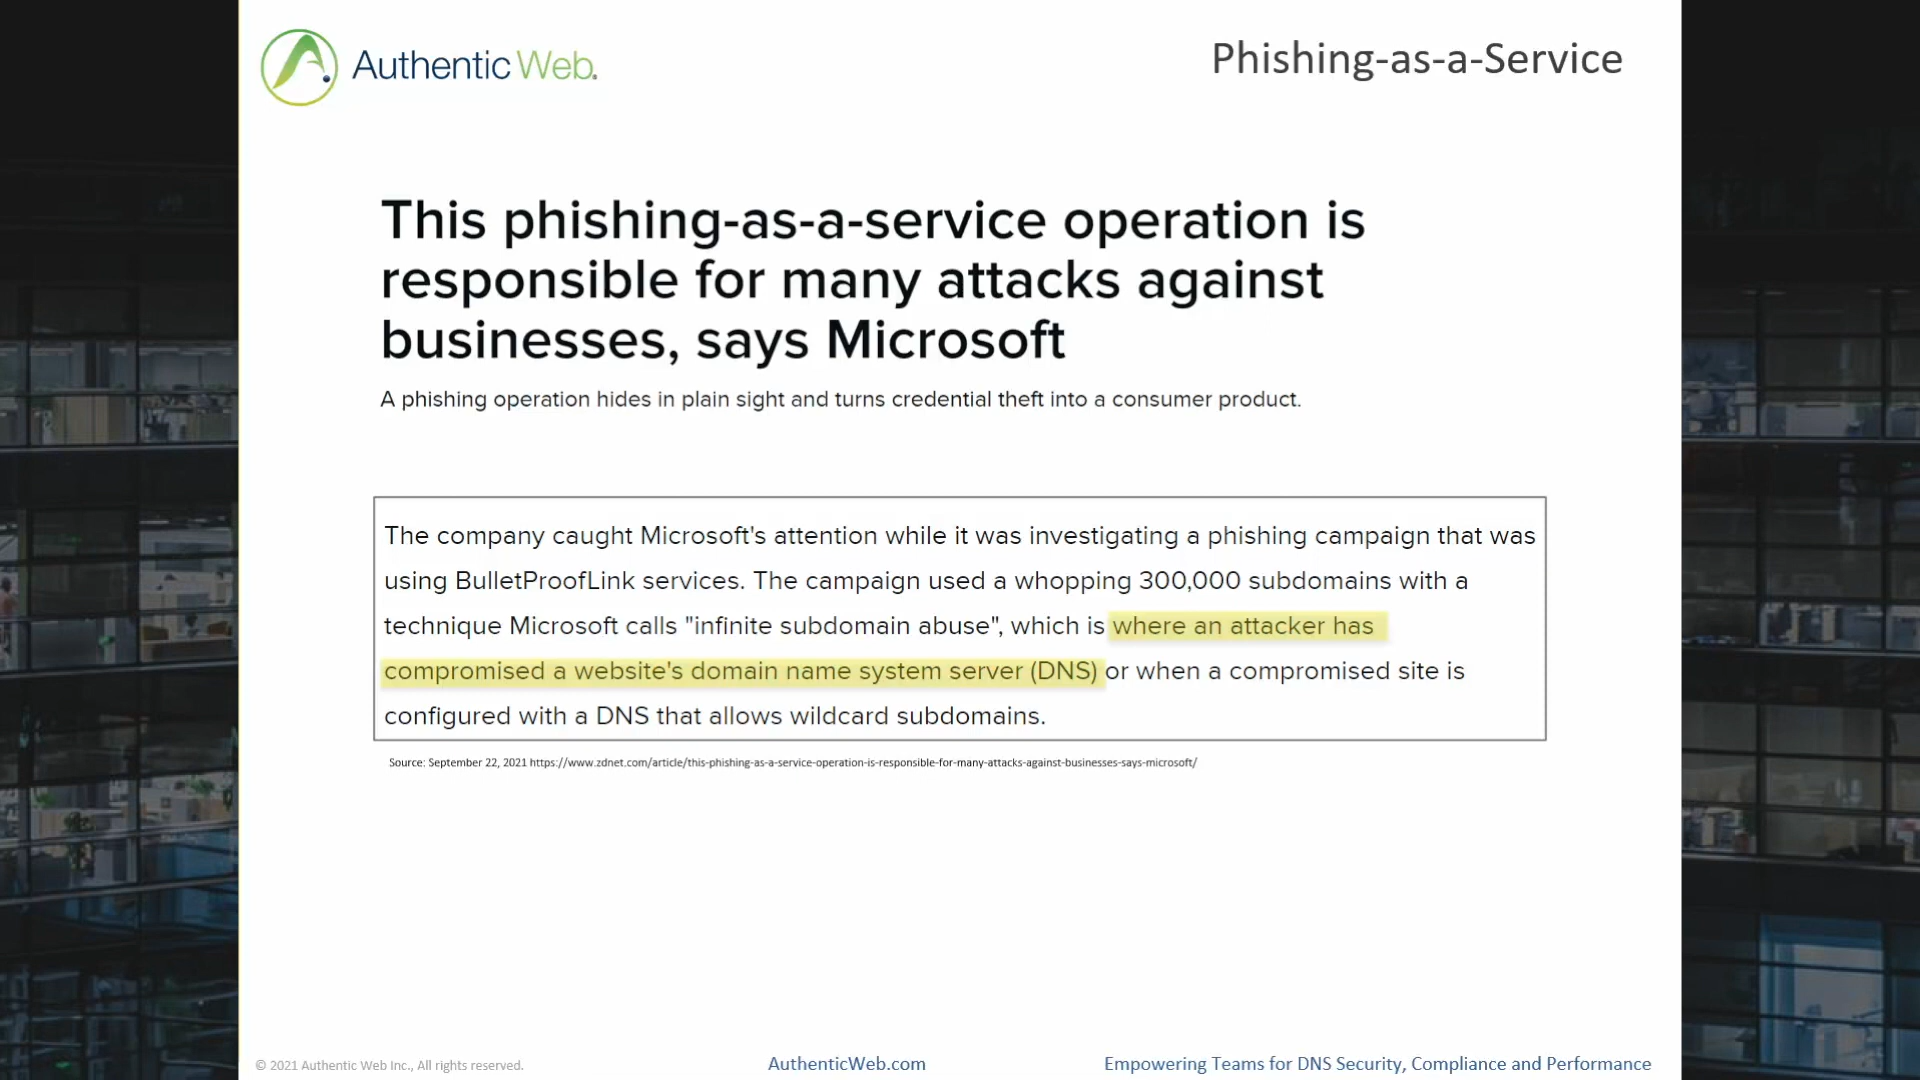 Authentic Web.
Phishing-as-a-Service
This phishing-as-a-service operation is
responsible for many attacks against
businesses, says Microsoft
A phishing operation hides in plain sight and turns credential theft into a consumer product.
The company caught Microsoft's attention while it was investigating a phishing campaign that was
using BulletProofLink services. The campaign used a whopping 300,000 subdomains with a
technique Microsoft calls "infinite subdomain abuse", which is where an attacker has
compromised a website's domain name system server (DNS) or when a compromised site is
configured with a DNS that allows wildcard subdomains.
Source: September 22, 2021 https://www.zdnet.com/article/this-phishing-as-a-service-operation-is-responsible-for-many-attacks-against-businesses-says-microsoft/
© 2021 Authentic Web Inc., All rights reserved.
AuthenticWeb.com
Empowering Teams for DNS Security, Compliance and Performance